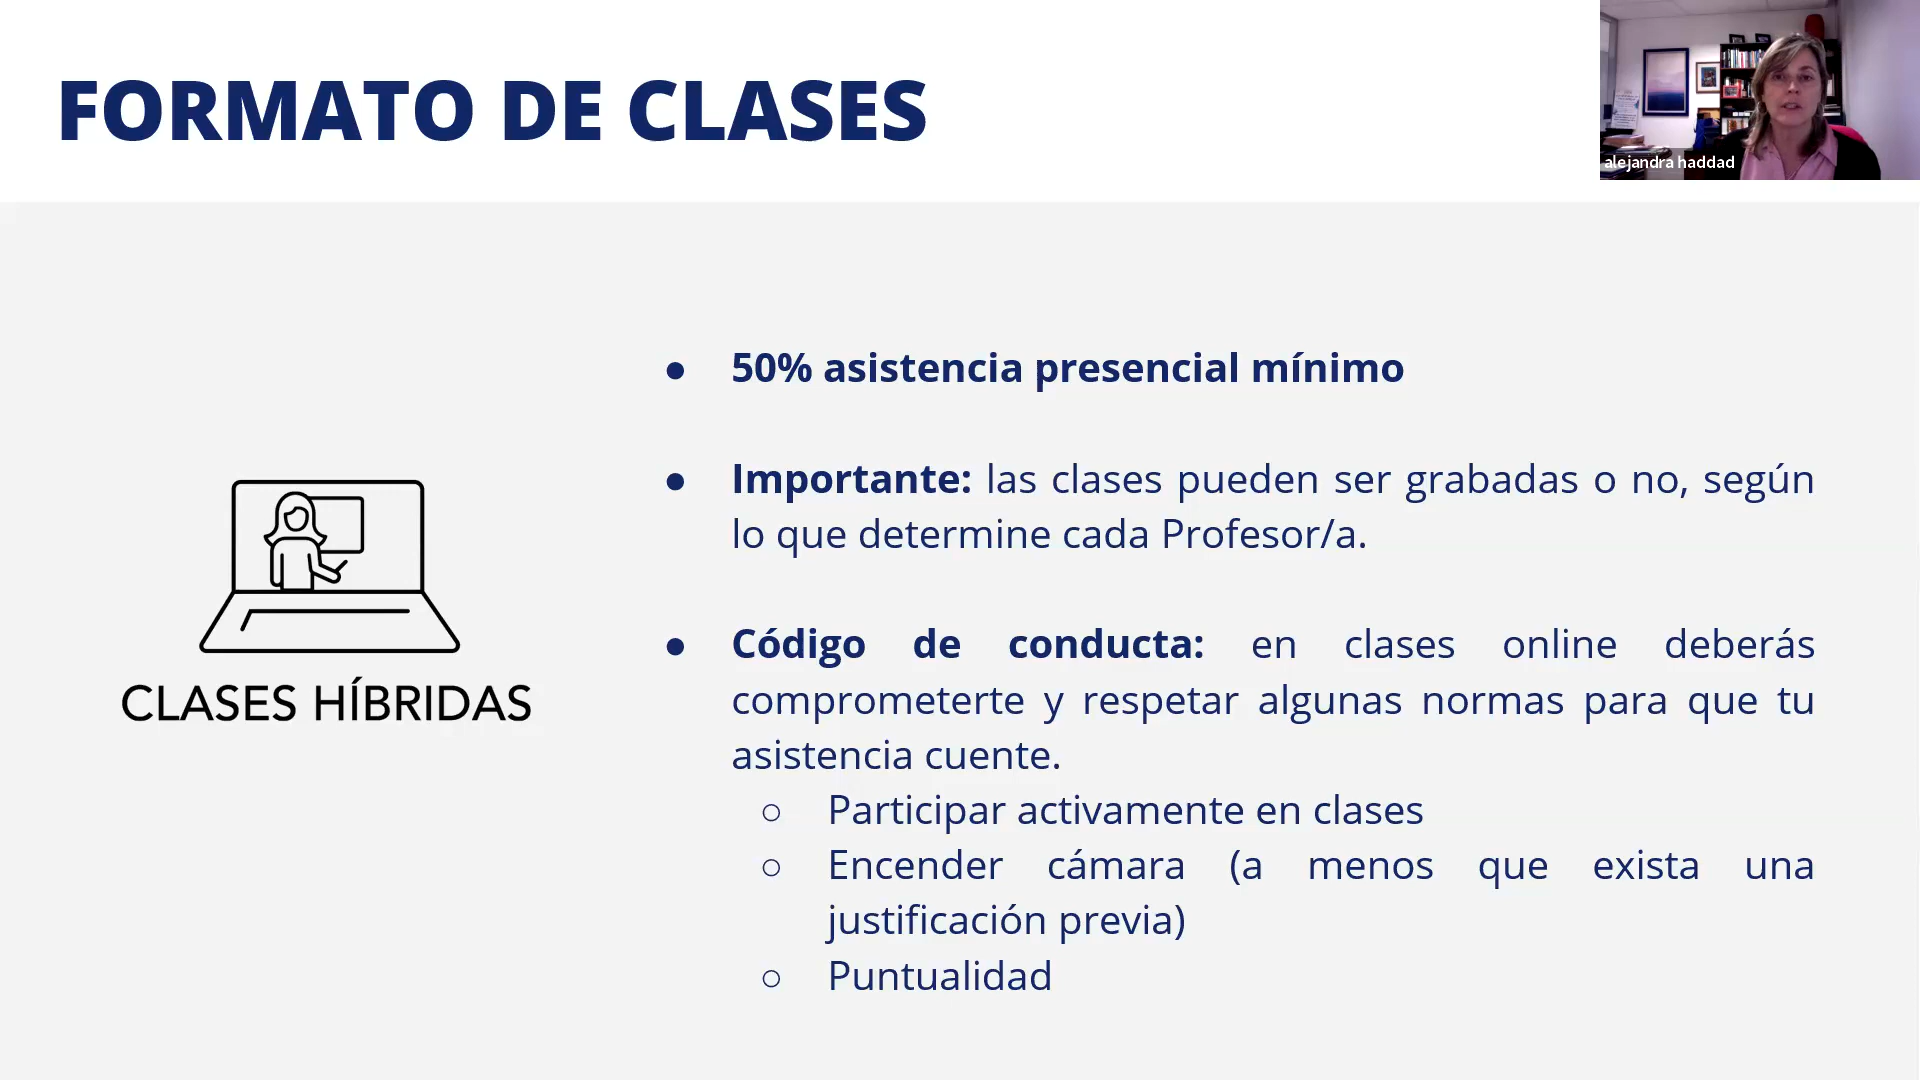 FORMATO DE CLASES
alejandra haddad
● 50% asistencia presencial mínimo
● Importante: las clases pueden ser grabadas o no, según
lo que determine cada Profesor/a.
● Código de conducta: en clases online deberás
comprometerte y respetar algunas normas para que tu
asistencia cuente.
○ Participar activamente en clases
○ Encender cámara (a menos que exista una
justificación previa)
○ Puntualidad
CLASES HÍBRIDAS